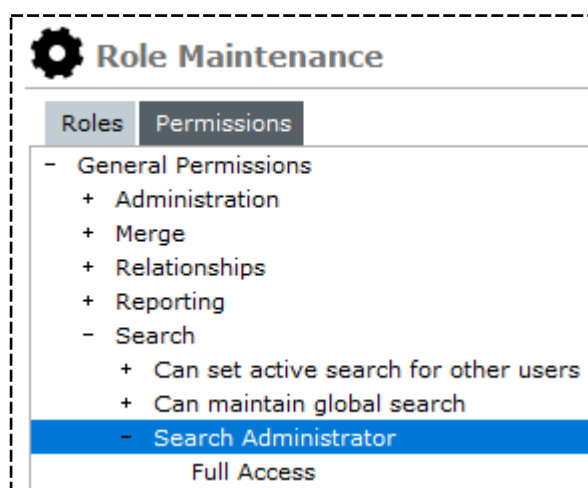 Role Maintenance
Roles Permissions
- General Permissions
+ Administration
+ Merge
+ Relationships
+ Reporting
- Search
+ Can set active search for other users
+ Can maintain global search
- Search Administrator
Full Access